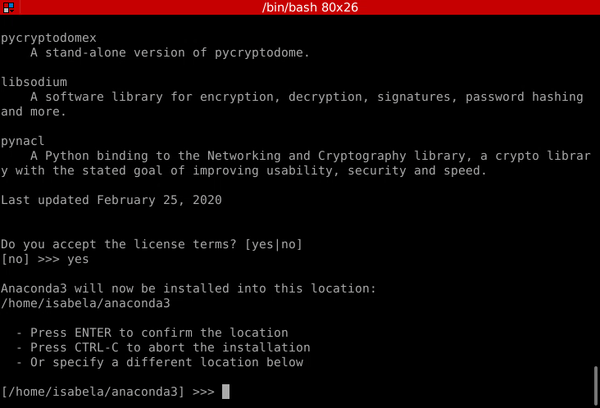 /bin/bash 80x26
pycryptodomex
A stand-alone version of pycryptodome.
libsodium
A software library for encryption, decryption, signatures, password hashing
and more.
pynacl
A Python binding to the Networking and Cryptography library, a crypto librar
y with the stated goal of improving usability, security and speed.
Last updated February 25, 2020
Do you accept the license terms? [yes|no]
[no] >>> yes
Anaconda3 will now be installed into this location:
/home/isabela/anaconda3
- Press ENTER to confirm the location
- Press CTRL-C to abort the installation
- Or specify a different location below
[/home/isabela/anaconda3] >>>